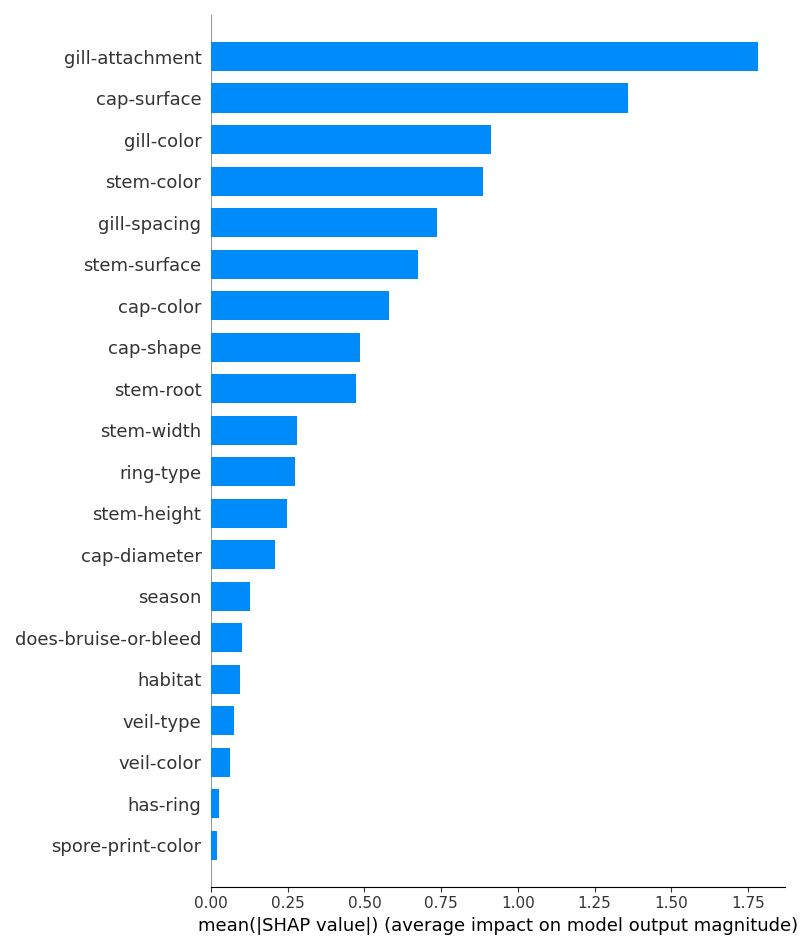 gill-attachment
cap-surface
gill-color
stem-color
gill-spacing
stem-surface
cap-color
cap-shape
stem-root
stem-width
ring-type
stem-height
cap-diameter
season
does-bruise-or-bleed
habitat
veil-type
veil-color
has-ring
spore-print-color
0.00 0.25 0.50 0.75 1.00 1.25 1.50 1.75
mean(|SHAP value|) (average impact on model output magnitude)